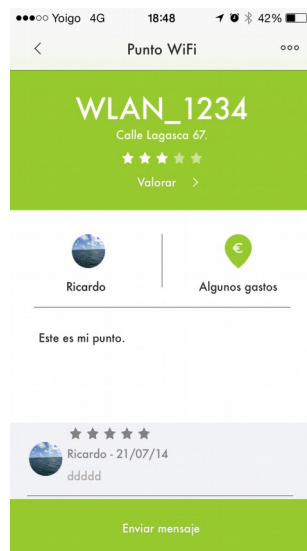 Yoigo 4G 18:48 42%
Punto WiFi
WLAN_1234
Calle Lagasca 67.
Valorar >
€
Ricardo
Algunos gastos
Este es mi punto.
Ricardo - 21/07/14
ddddd
Enviar mensaje